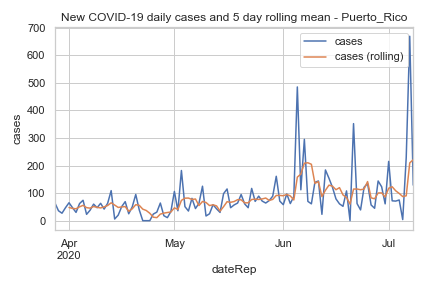 New COVID-19 daily cases and 5 day rolling mean - Puerto_Rico
cases
cases (rolling)
700
600
500
400
300
200
100
0
cases
Apr
2020
May
Jun
Jul
dateRep